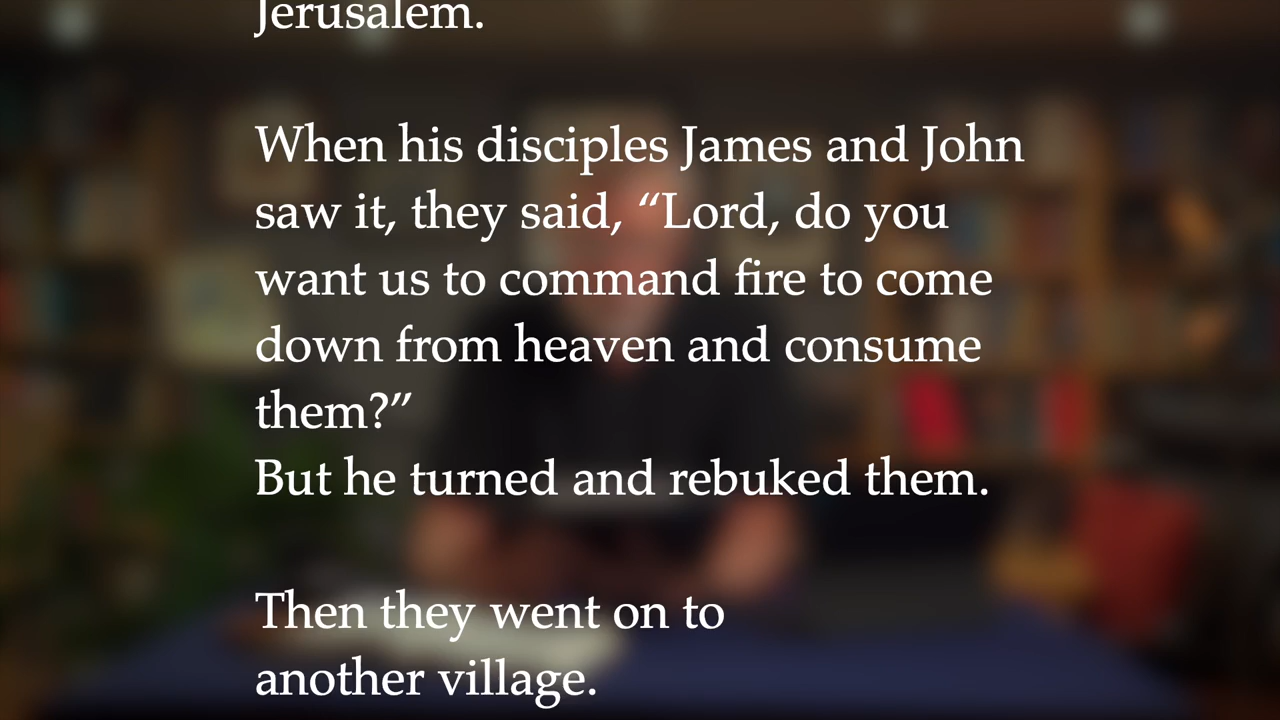 Jerusalem.
When his disciples James and John
saw it, they said, “Lord, do you
want us to command fire to come
down from heaven and consume
them?”
But he turned and rebuked them.
Then they went on to
another village.